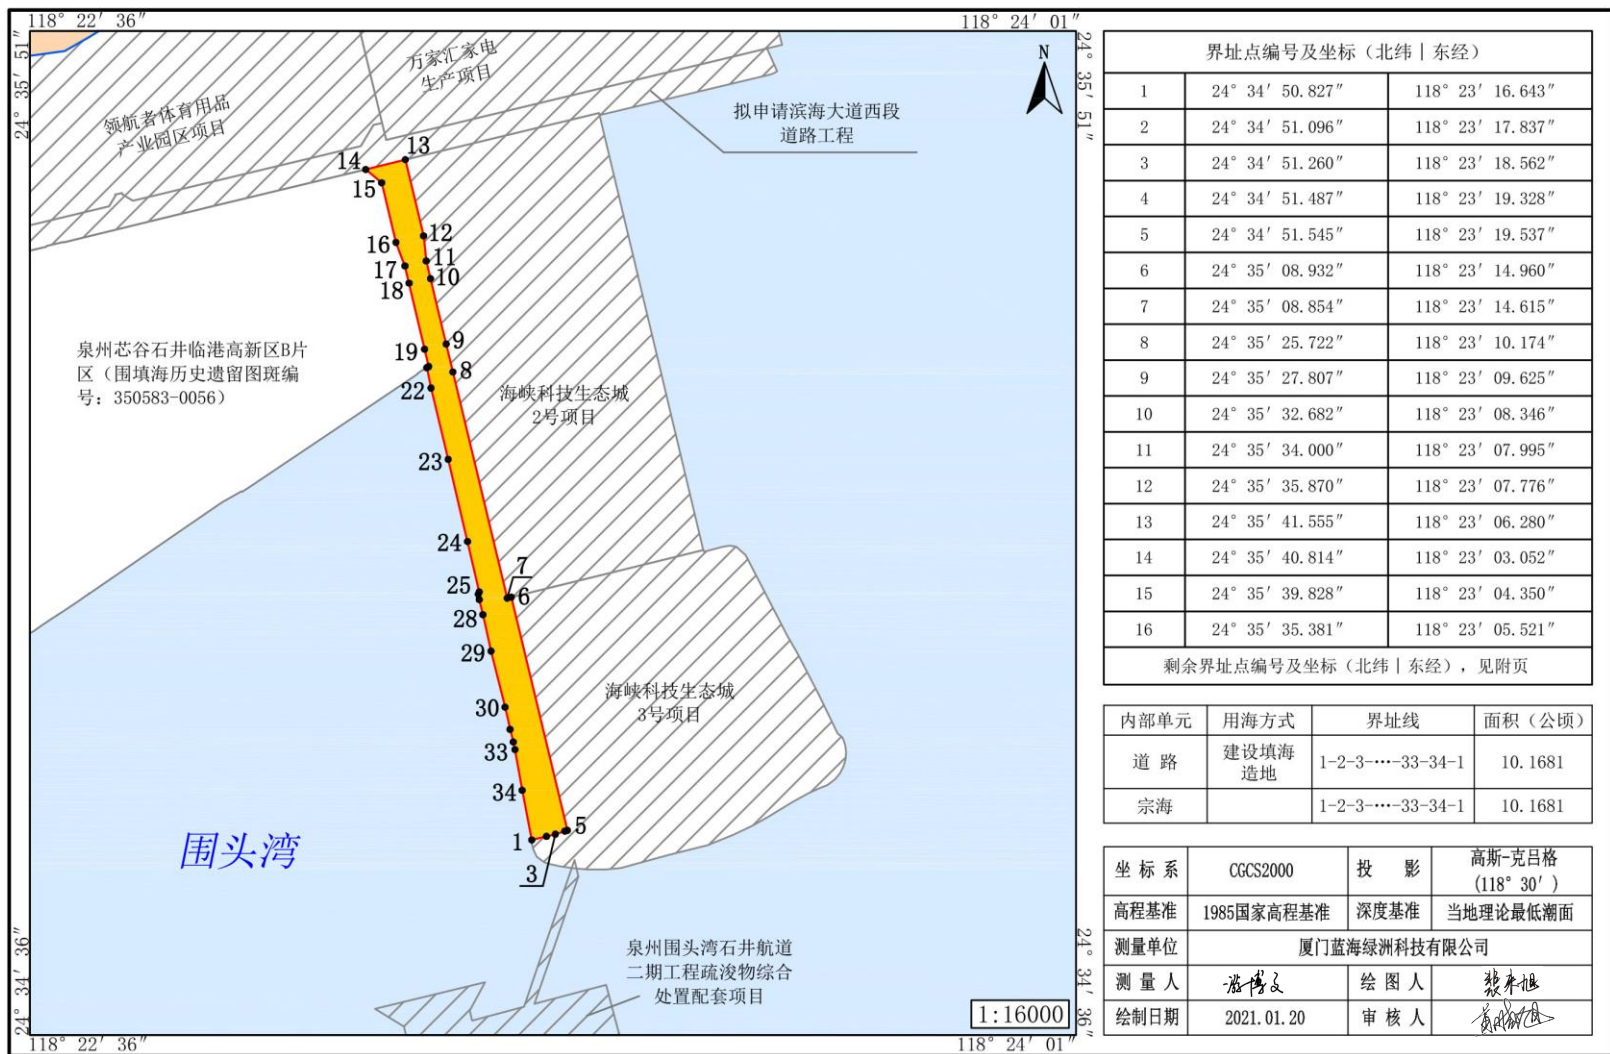 118° 22′ 36″
118° 24′ 01″
24° 35′ 51″
24° 35′ 51″
万家汇家电
生产项目
领航者体育用品
产业园区项目
拟申请滨海大道西段
道路工程
N
13
14
15
12
16
11
17
10
18
9
19
8
22
泉州芯谷石井临港高新区B片
区（围填海历史遗留图斑编
号：350583-0056）
海峡科技生态城
2号项目
23
24
7
25
6
28
29
海峡科技生态城
3号项目
30
33
34
5
1
3
围头湾
泉州围头湾石井航道
二期工程疏浚物综合
处置配套项目
1:16000
24° 34′ 36″
24° 34′ 36″
118° 22′ 36″
118° 24′ 01″
界址点编号及坐标（北纬｜东经）
1 24° 34′ 50.827″ 118° 23′ 16.643″
2 24° 34′ 51.096″ 118° 23′ 17.837″
3 24° 34′ 51.260″ 118° 23′ 18.562″
4 24° 34′ 51.487″ 118° 23′ 19.328″
5 24° 34′ 51.545″ 118° 23′ 19.537″
6 24° 35′ 08.932″ 118° 23′ 14.960″
7 24° 35′ 08.854″ 118° 23′ 14.615″
8 24° 35′ 25.722″ 118° 23′ 10.174″
9 24° 35′ 27.807″ 118° 23′ 09.625″
10 24° 35′ 32.682″ 118° 23′ 08.346″
11 24° 35′ 34.000″ 118° 23′ 07.995″
12 24° 35′ 35.870″ 118° 23′ 07.776″
13 24° 35′ 41.555″ 118° 23′ 06.280″
14 24° 35′ 40.814″ 118° 23′ 03.052″
15 24° 35′ 39.828″ 118° 23′ 04.350″
16 24° 35′ 35.381″ 118° 23′ 05.521″
剩余界址点编号及坐标（北纬｜东经），见附页
内部单元 用海方式 界址线 面积（公顷）
道 路 建设填海造地 1-2-3-…-33-34-1 10.1681
宗海 1-2-3-…-33-34-1 10.1681
坐标系 CGCS2000 投 影 高斯-克吕格
(118° 30′)
高程基准 1985国家高程基准 深度基准 当地理论最低潮面
测量单位 厦门蓝海绿洲科技有限公司
测量人 绘图人
绘制日期 2021.01.20 审核人